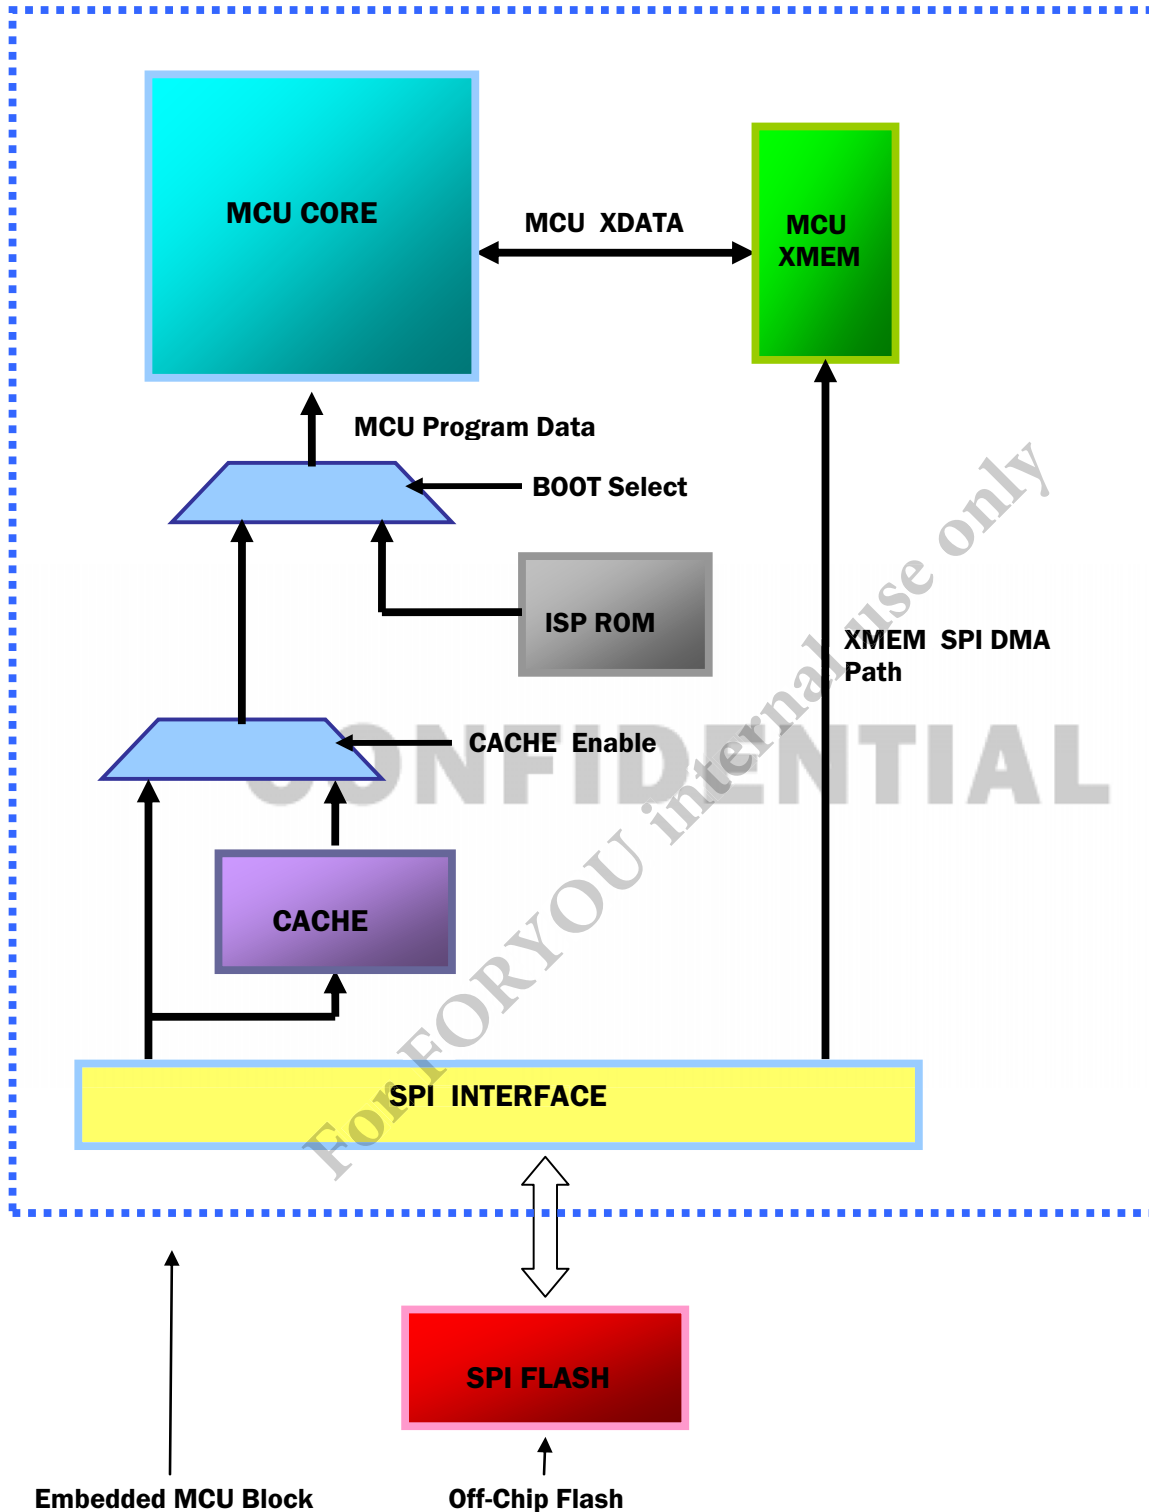 MCU CORE
MCU XDATA
MCU
XMEM
MCU Program Data
BOOT Select
ISP ROM
XMEM SPI DMA
Path
CACHE Enable
CONFIDENTIAL
CACHE
For FORYOU internal use only
SPI INTERFACE
SPI FLASH
Embedded MCU Block
Off-Chip Flash